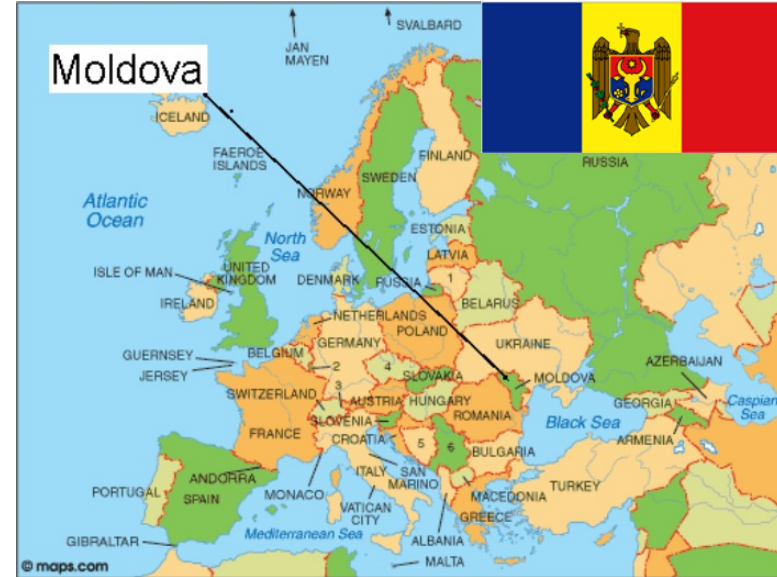 SVALBARD
JAN
MAYEN
Moldova
ICELAND
FAEROE
ISLANDS
FINLAND
RUSSIA
SWEDEN
NORWAY
Atlantic
Ocean
ESTONIA
North
Sea
LATVIA
ISLE OF MAN
UNITED
KINGDOM
DENMARK
RUSSIA
1
BELARUS
IRELAND
NETHERLANDS
POLAND
GERMANY
UKRAINE
GUERNSEY
BELGIUM
2
JERSEY
4
SLOVAKIA
MOLDOVA
AZERBAIJAN
3
SWITZERLAND
AUSTRIA
HUNGARY
ROMANIA
GEORGIA
Caspian
Sea
SLOVENIA
Black Sea
FRANCE
CROATIA
5
6
BULGARIA
ARMENIA
ITALY
SAN
MARINO
ANDORRA
PORTUGAL
SPAIN
MONACO
MACEDONIA
TURKEY
VATICAN
CITY
GREECE
GIBRALTAR
Mediterranean Sea
ALBANIA
MALTA
© maps.com